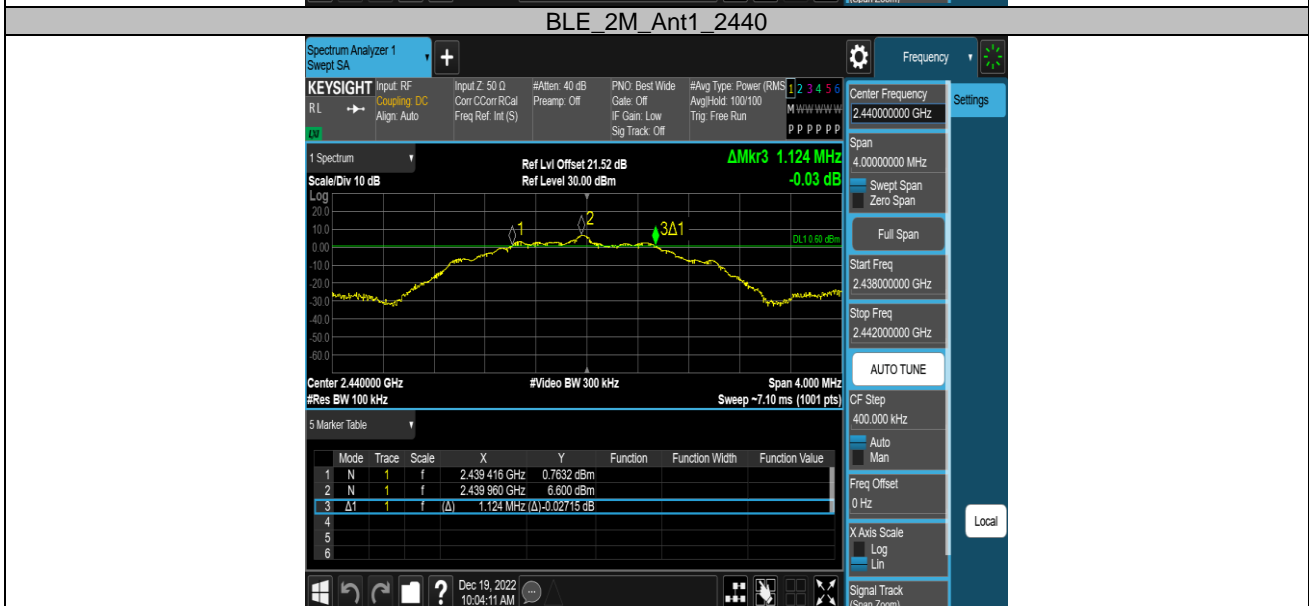 (Span Zoom)
BLE_2M_Ant1_2440
Spectrum Analyzer 1
Swept SA
+
Frequency
KEYSIGHT
RL
LXI
Input: RF
Coupling: DC
Align: Auto
Input Z: 50 Ω
Corr CCorr RCal
Freq Ref: Int (S)
#Atten: 40 dB
Preamp: Off
PNO: Best Wide
Gate: Off
IF Gain: Low
Sig Track: Off
#Avg Type: Power (RMS
Avg|Hold: 100/100
Trig: Free Run
1 2 3 4 5 6
M W W W W W
P P P P P P
Center Frequency
2.440000000 GHz
Settings
Span
4.00000000 MHz
Swept Span
Zero Span
Full Span
Start Freq
2.438000000 GHz
Stop Freq
2.442000000 GHz
AUTO TUNE
CF Step
400.000 kHz
Auto
Man
Freq Offset
0 Hz
X Axis Scale
Log
Lin
Signal Track
(Span Zoom)
Local
1 Spectrum
Scale/Div 10 dB
Ref Lvl Offset 21.52 dB
Ref Level 30.00 dBm
ΔMkr3 1.124 MHz
-0.03 dB
Log
20.0
10.0
0.00
-10.0
-20.0
-30.0
-40.0
-50.0
-60.0
1
2
3Δ1
DL1 0.60 dBm
Center 2.440000 GHz
#Video BW 300 kHz
Span 4.000 MHz
#Res BW 100 kHz
Sweep ~7.10 ms (1001 pts)
5 Marker Table
Mode Trace Scale X Y Function Function Width Function Value
1 N 1 f 2.439 416 GHz 0.7632 dBm
2 N 1 f 2.439 960 GHz 6.600 dBm
3 Δ1 1 f (Δ) 1.124 MHz (Δ) -0.02715 dB
4
5
6
?
Dec 19, 2022
10:04:11 AM